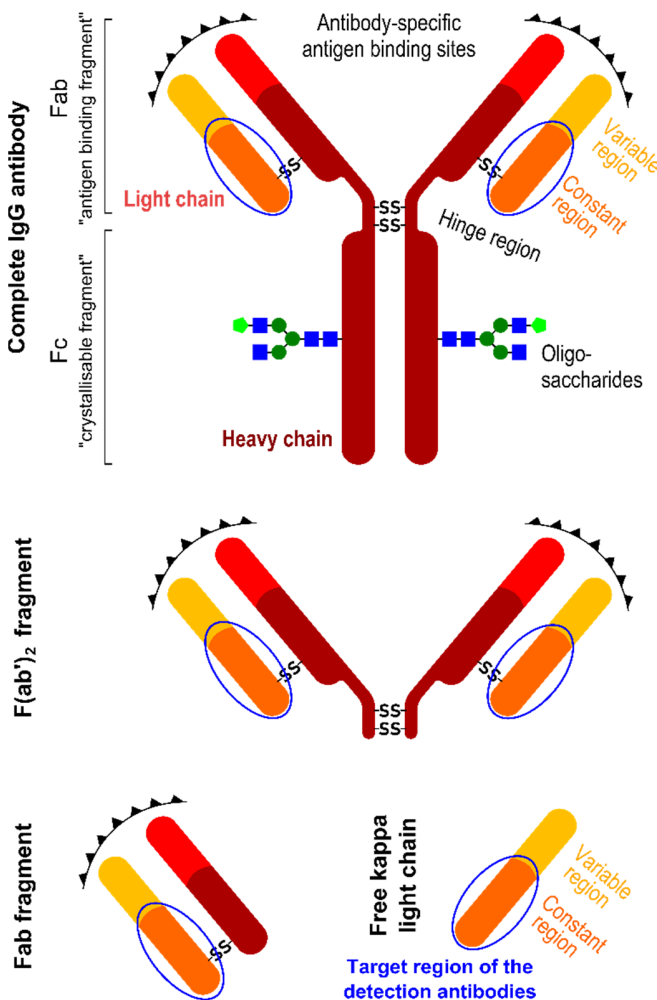 Complete IgG antibody
Fab
"antigen binding fragment"
Fc
"crystallisable fragment"
Antibody-specific
antigen binding sites
Variable
region
Constant
region
Light chain
-SS-
-SS-
-SS-
-SS-
Hinge region
Oligo-
saccharides
Heavy chain
F(ab')₂ fragment
-SS-
-SS-
-SS-
-SS-
Fab fragment
-SS-
Free kappa
light chain
Variable
region
Constant
region
Target region of the
detection antibodies